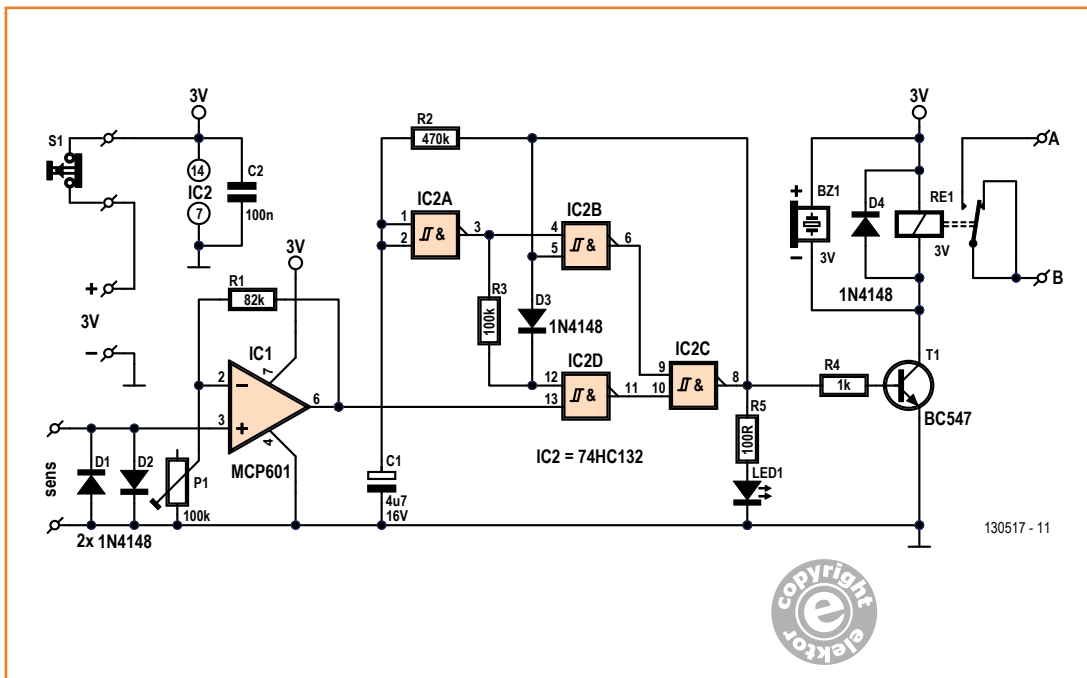 3V
S1
14
IC2
7
C2
100n
+
3V
−
R1
82k
3V
IC1
2
−
7
6
3
+
4
MCP601
sens
D1
D2
P1
100k
2x 1N4148
R2
470k
IC2A
1
2
&
3
IC2B
4
5
&
6
R3
100k
D3
1N4148
IC2D
12
13
&
11
IC2C
9
10
&
8
IC2 = 74HC132
C1
4u7
16V
R5
100R
LED1
R4
1k
T1
BC547
3V
+
BZ1
−
3V
D4
1N4148
RE1
3V
A
B
130517 - 11
copyright
e
elektor